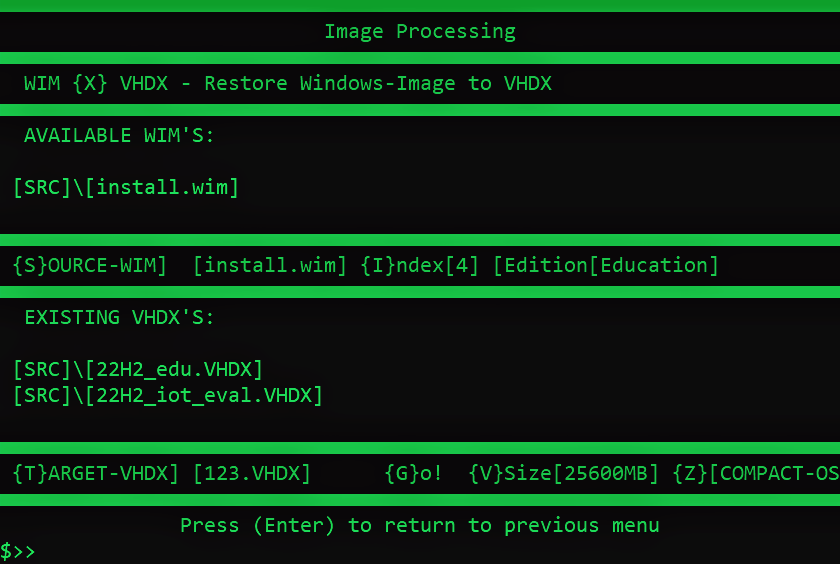 Image Processing
WIM {X} VHDX - Restore Windows-Image to VHDX
AVAILABLE WIM'S:
[SRC]\[install.wim]
{S}OURCE-WIM]  [install.wim] {I}ndex[4] [Edition[Education]
EXISTING VHDX'S:
[SRC]\[22H2_edu.VHDX]
[SRC]\[22H2_iot_eval.VHDX]
{T}ARGET-VHDX] [123.VHDX]      {G}o!  {V}Size[25600MB] {Z}[COMPACT-OS
Press (Enter) to return to previous menu
$>>